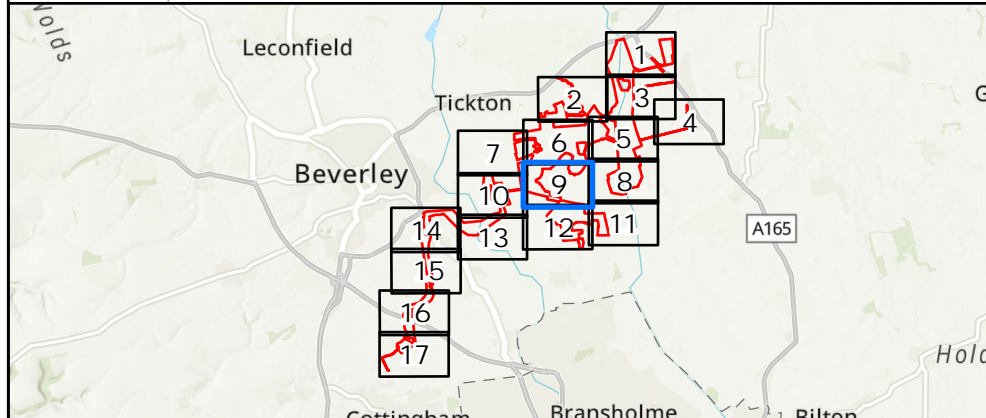 Wolds
Leconfield
1
Tickton
2
3
4
G
7
6
5
Beverley
10
9
8
14
13
12
11
A165
15
16
17
Hold
Cottingham
Bransholme
Bilton